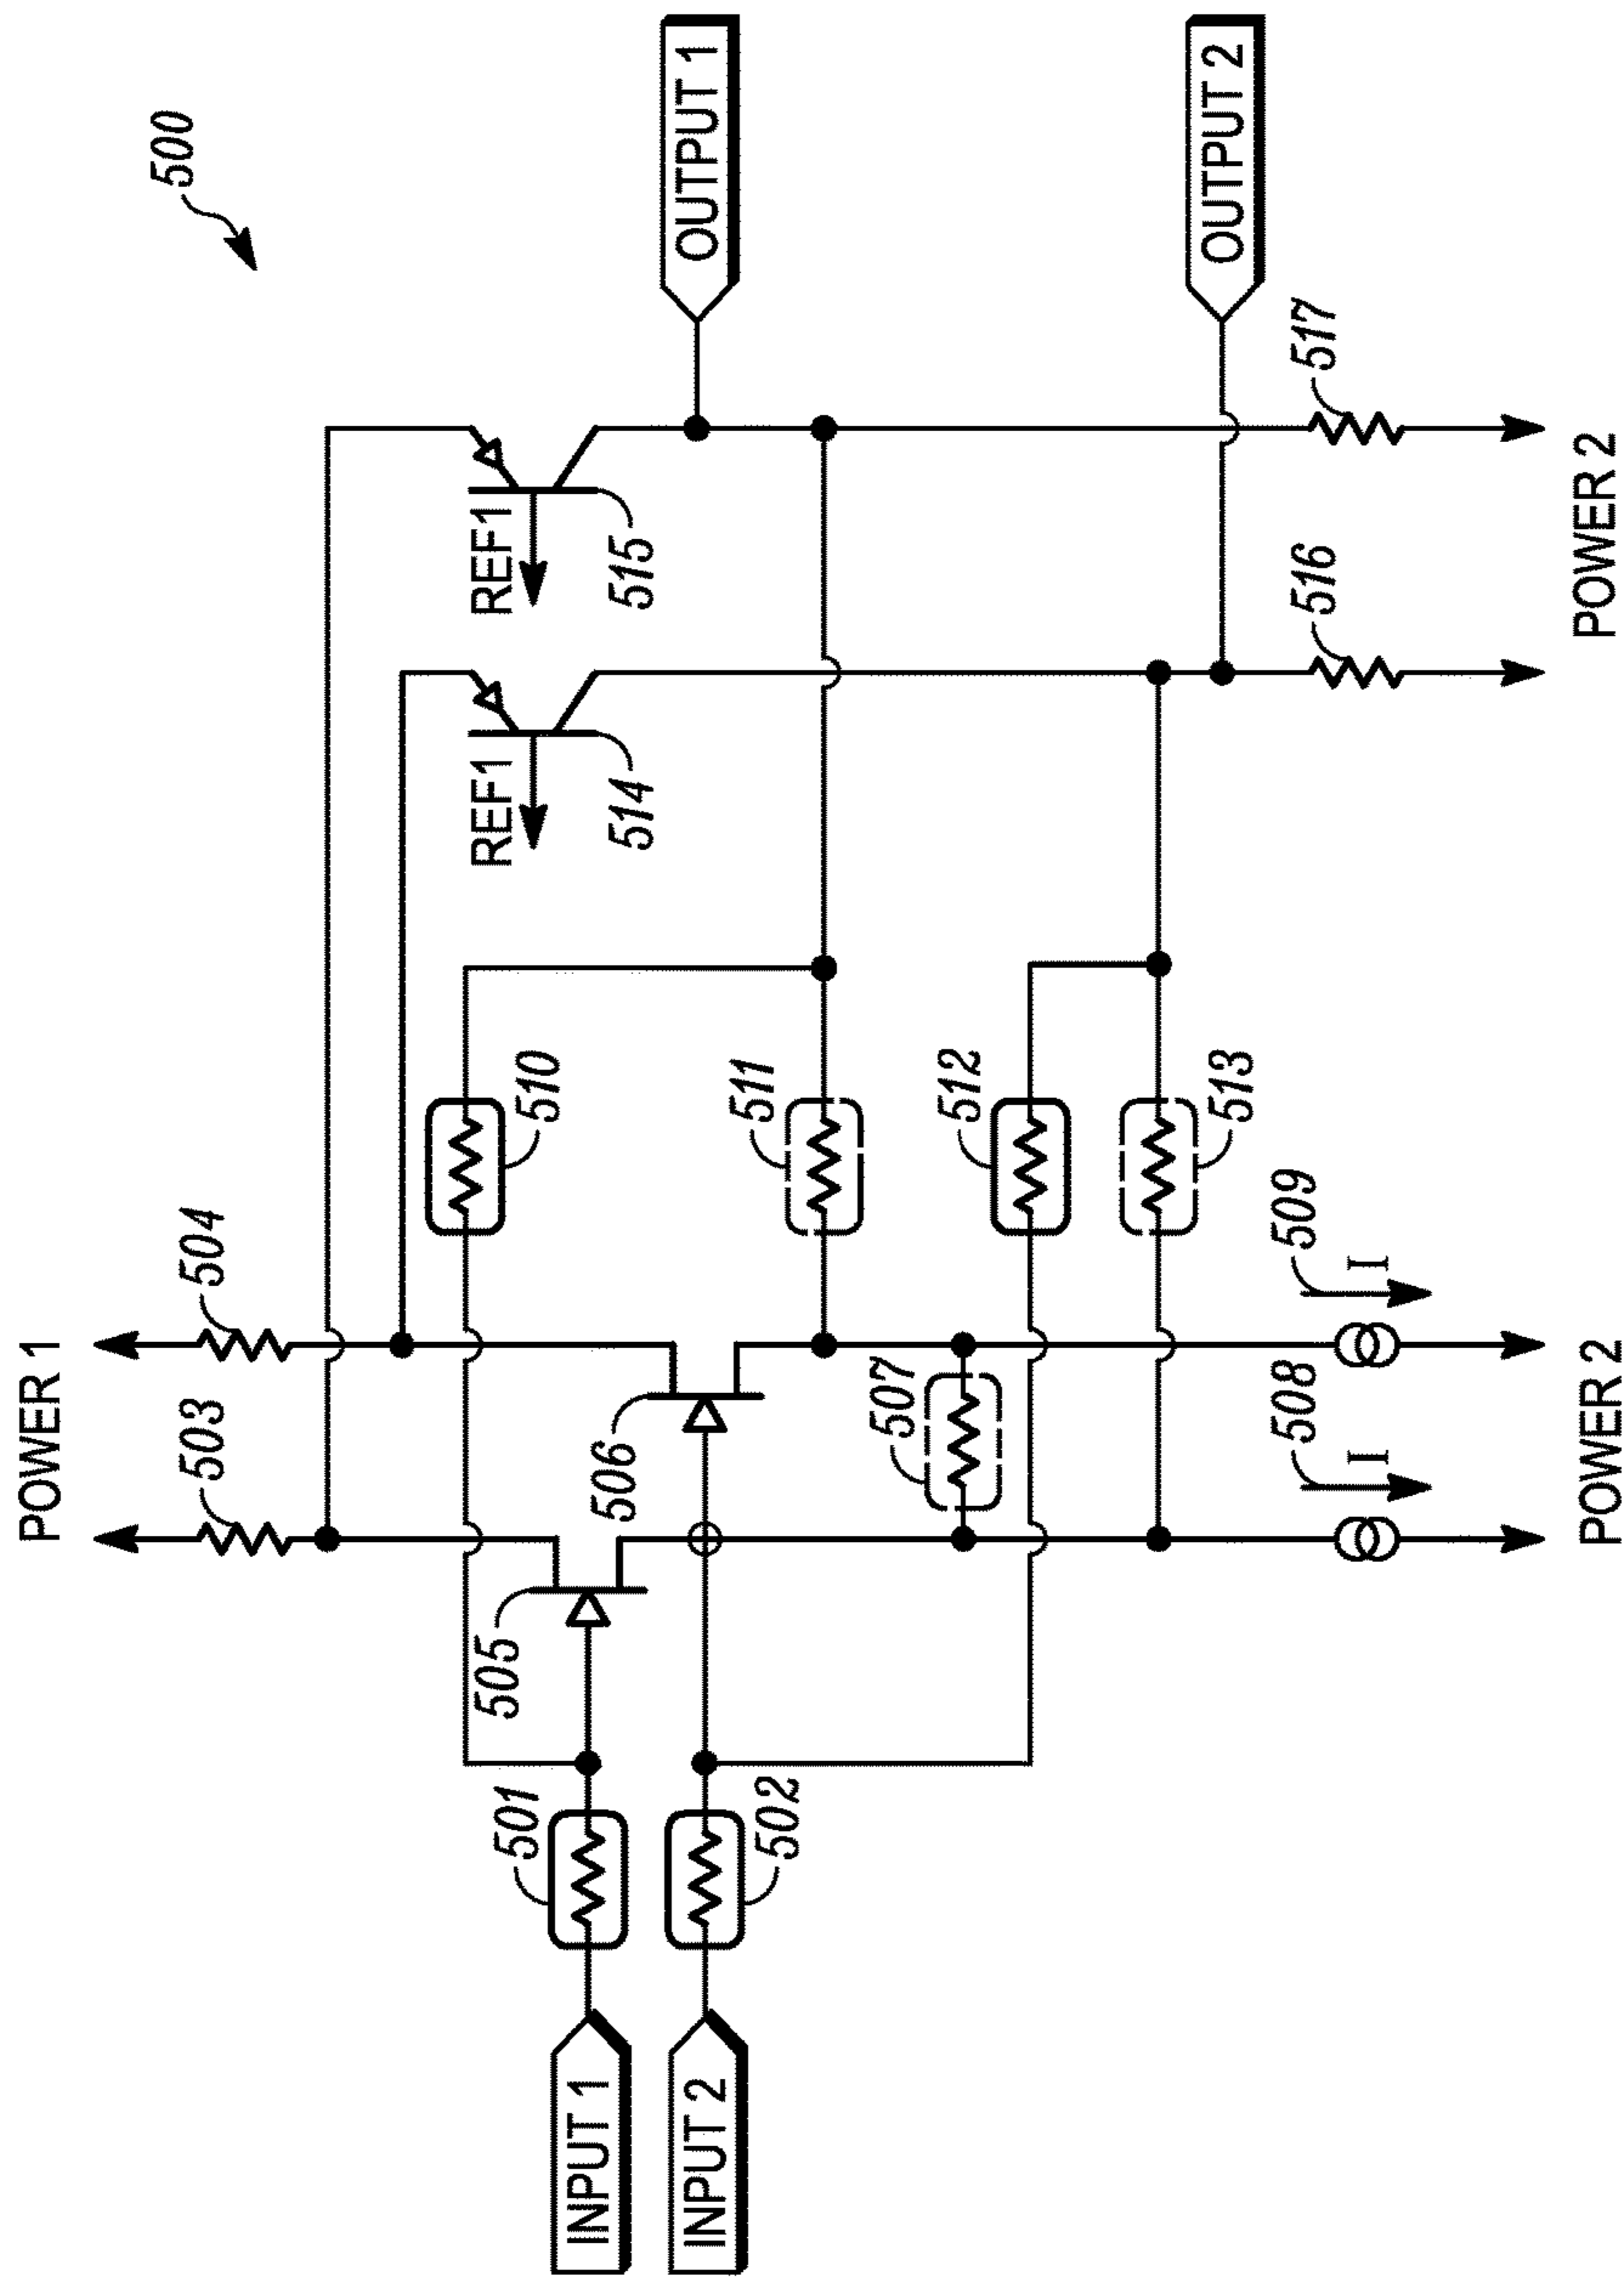 500
POWER 1
503
504
505
506
501
502
INPUT 1
INPUT 2
507
508
I
509
I
510
511
512
513
REF1
514
REF1
515
516
517
OUTPUT 1
OUTPUT 2
POWER 2
POWER 2